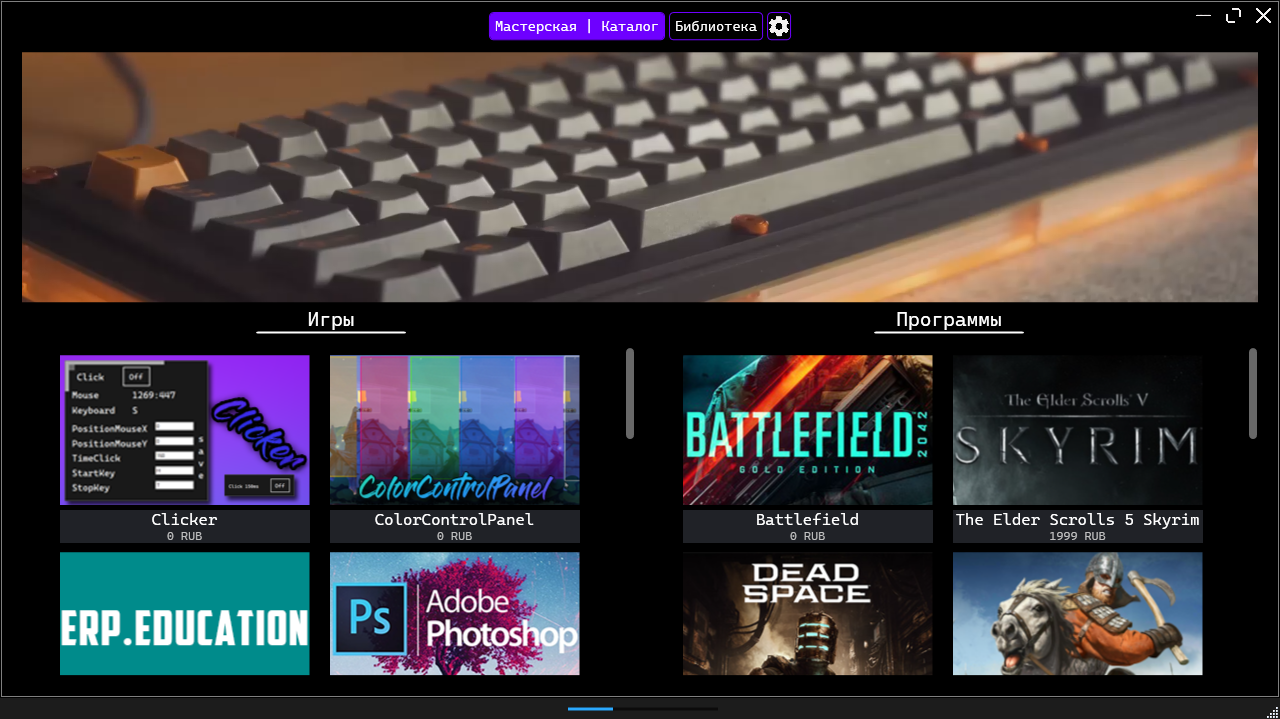 Мастерская | Каталог
Библиотека
Игры
Программы
Click
Off
Mouse 1269:447
Keyboard S
PositionMouseX
PositionMouseY
TimeClick
StartKey
StopKey
save
Clicker
Click 150ms
Off
ColorControlPanel
BATTLEFIELD 2042
GOLD EDITION
The Elder Scrolls V
SKYRIM
Clicker
0 RUB
ColorControlPanel
0 RUB
Battlefield
0 RUB
The Elder Scrolls 5 Skyrim
1999 RUB
ERP.EDUCATION
Ps
Adobe
Photoshop
DEAD
SPACE